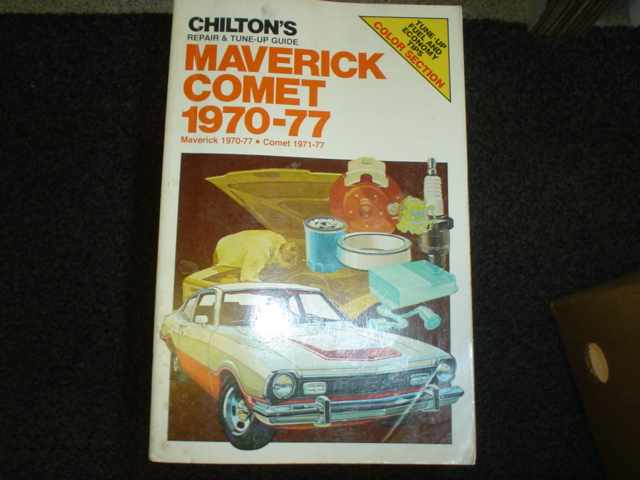 CHILTON'S
REPAIR & TUNE-UP GUIDE
MAVERICK
COMET
1970-77
Maverick 1970-77 • Comet 1971-77
TUNE-UP
FUEL AND
ECONOMY
TIPS
COLOR SECTION